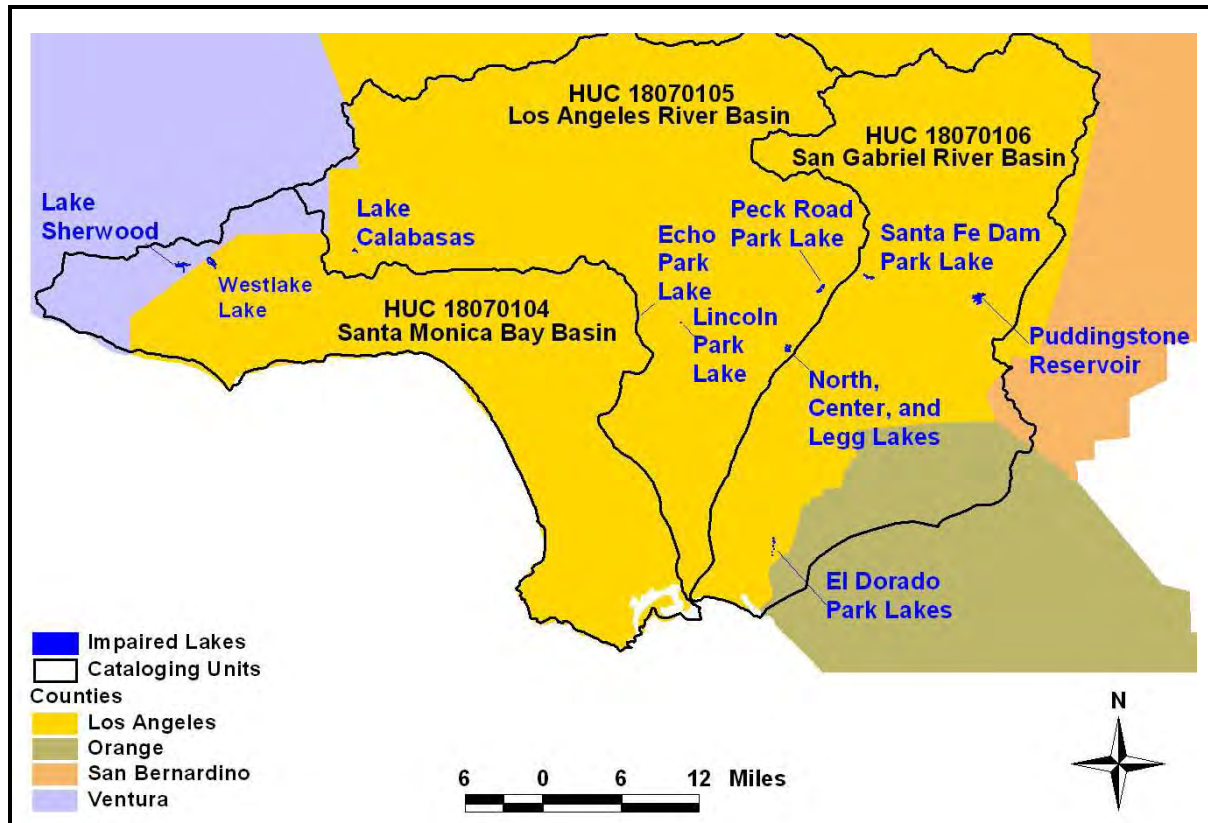 HUC 18070105
Los Angeles River Basin
HUC 18070106
San Gabriel River Basin
Lake
Sherwood
Lake
Calabasas
Westlake
Lake
Echo
Park
Lake
Peck Road
Park Lake
Santa Fe Dam
Park Lake
HUC 18070104
Santa Monica Bay Basin
Lincoln
Park
Lake
Puddingstone
Reservoir
North,
Center, and
Legg Lakes
El Dorado
Park Lakes
Impaired Lakes
Cataloging Units
Counties
Los Angeles
Orange
San Bernardino
Ventura
6 0 6 12 Miles
N